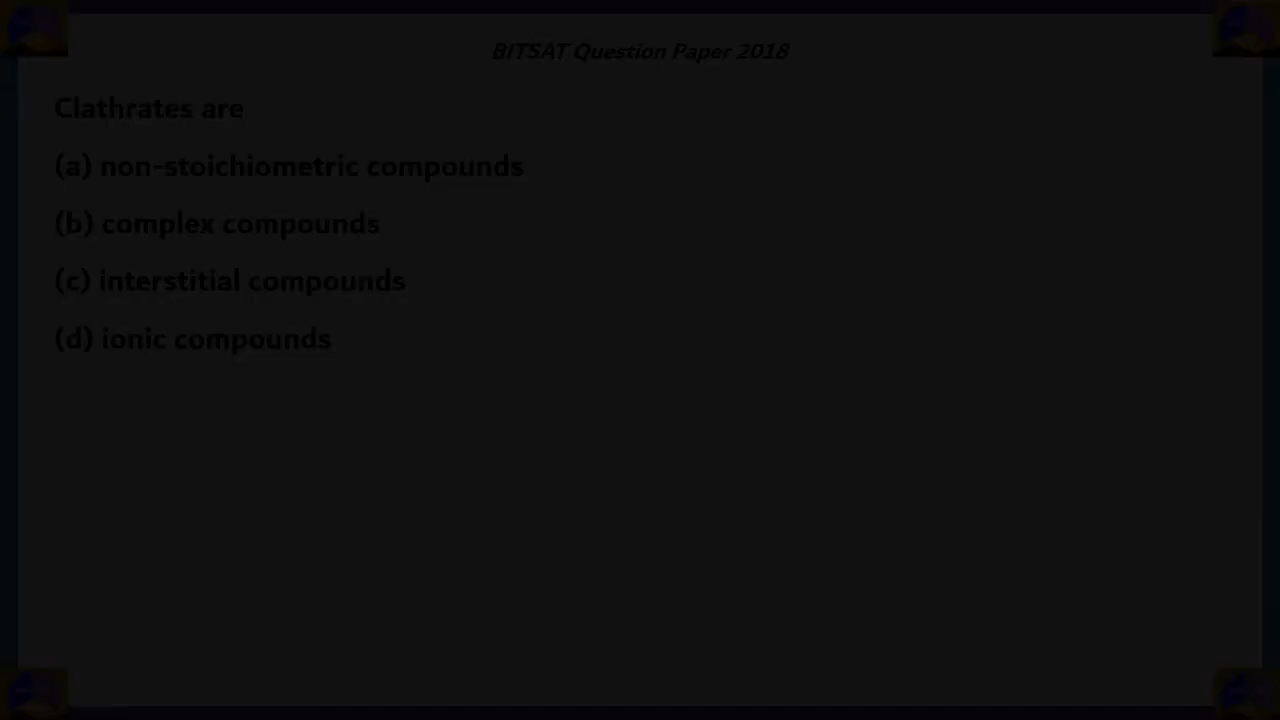 BITSAT Question Paper 2018
Clathrates are
(a) non-stoichiometric compounds
(b) complex compounds
(c) interstitial compounds
(d) ionic compounds